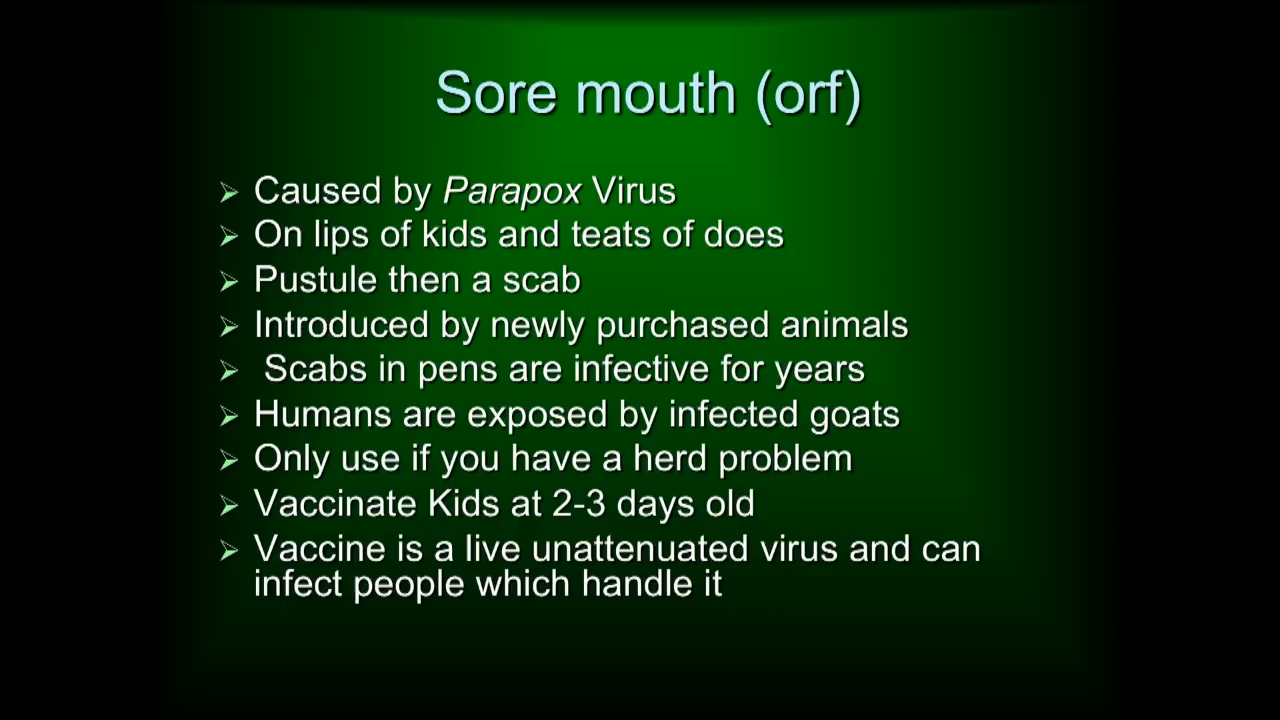 Sore mouth (orf)
➢ Caused by Parapox Virus
➢ On lips of kids and teats of does
➢ Pustule then a scab
➢ Introduced by newly purchased animals
➢ Scabs in pens are infective for years
➢ Humans are exposed by infected goats
➢ Only use if you have a herd problem
➢ Vaccinate Kids at 2-3 days old
➢ Vaccine is a live unattenuated virus and can
infect people which handle it